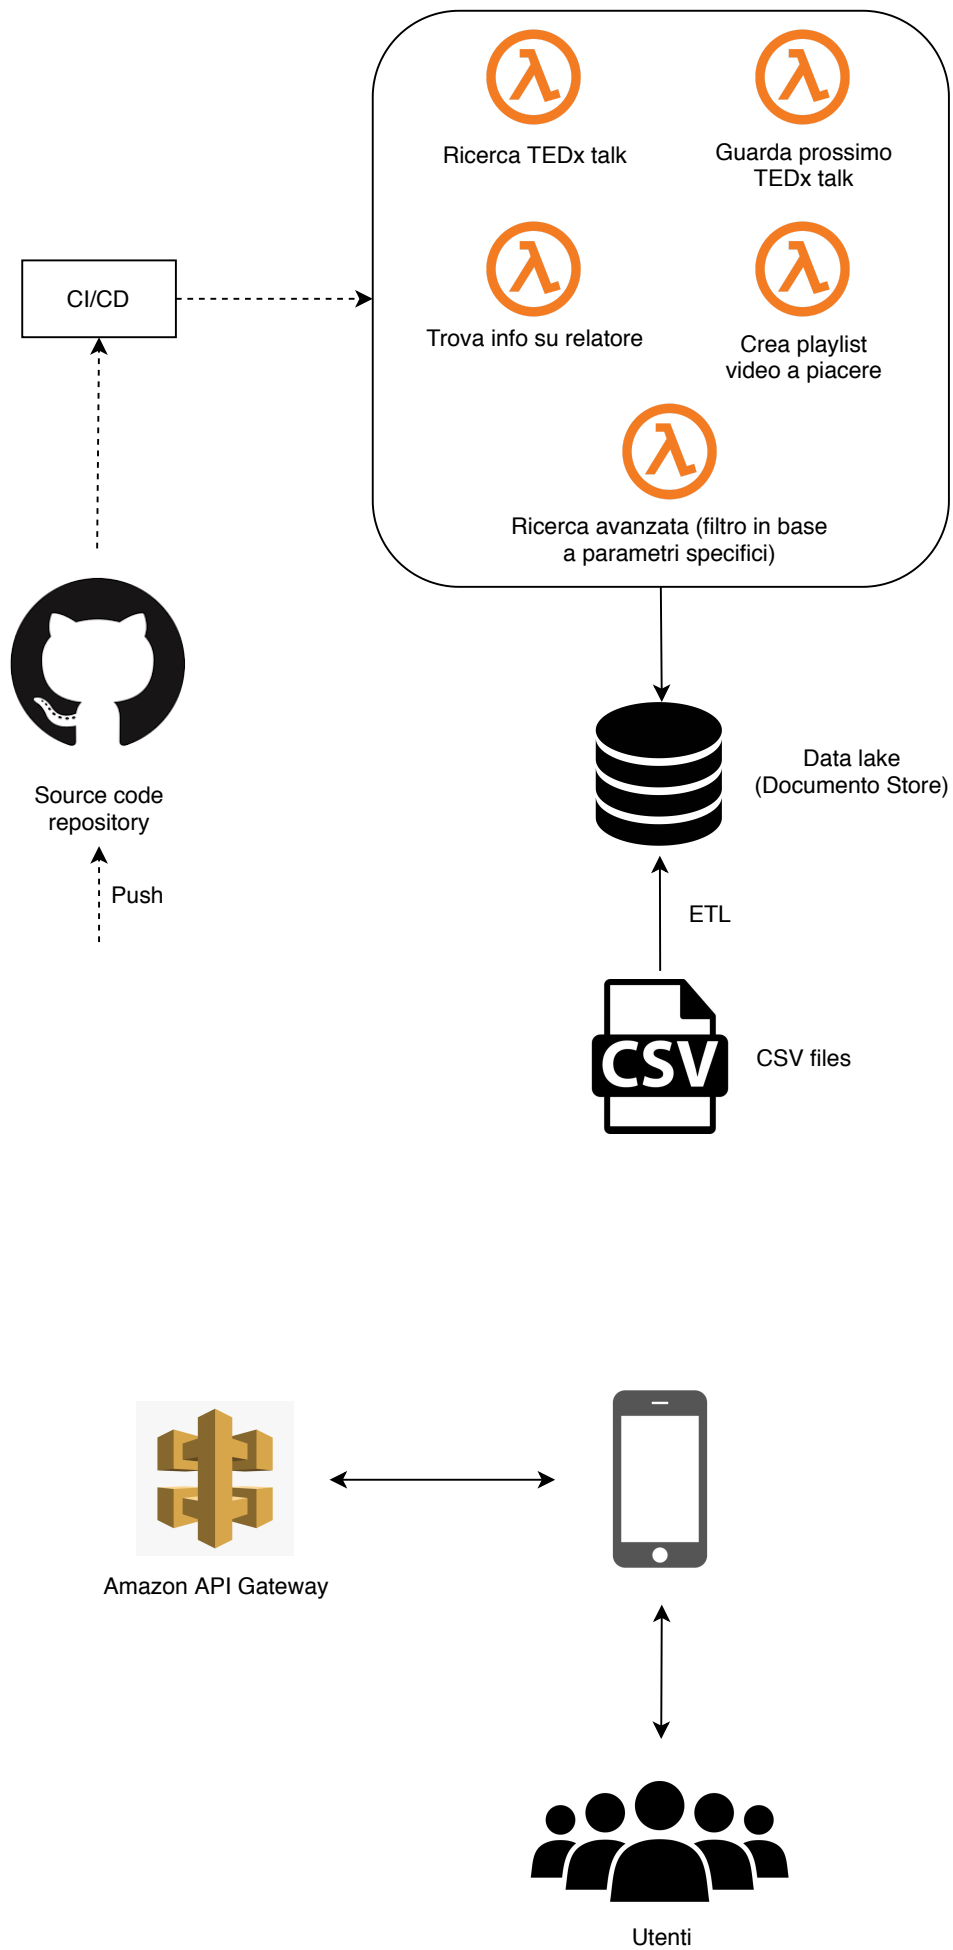 Ricerca TEDx talk
Guarda prossimo
TEDx talk
CI/CD
Trova info su relatore
Crea playlist
video a piacere
Ricerca avanzata (filtro in base
a parametri specifici)
Source code
repository
Push
Data lake
(Documento Store)
ETL
CSV
CSV files
Amazon API Gateway
Utenti